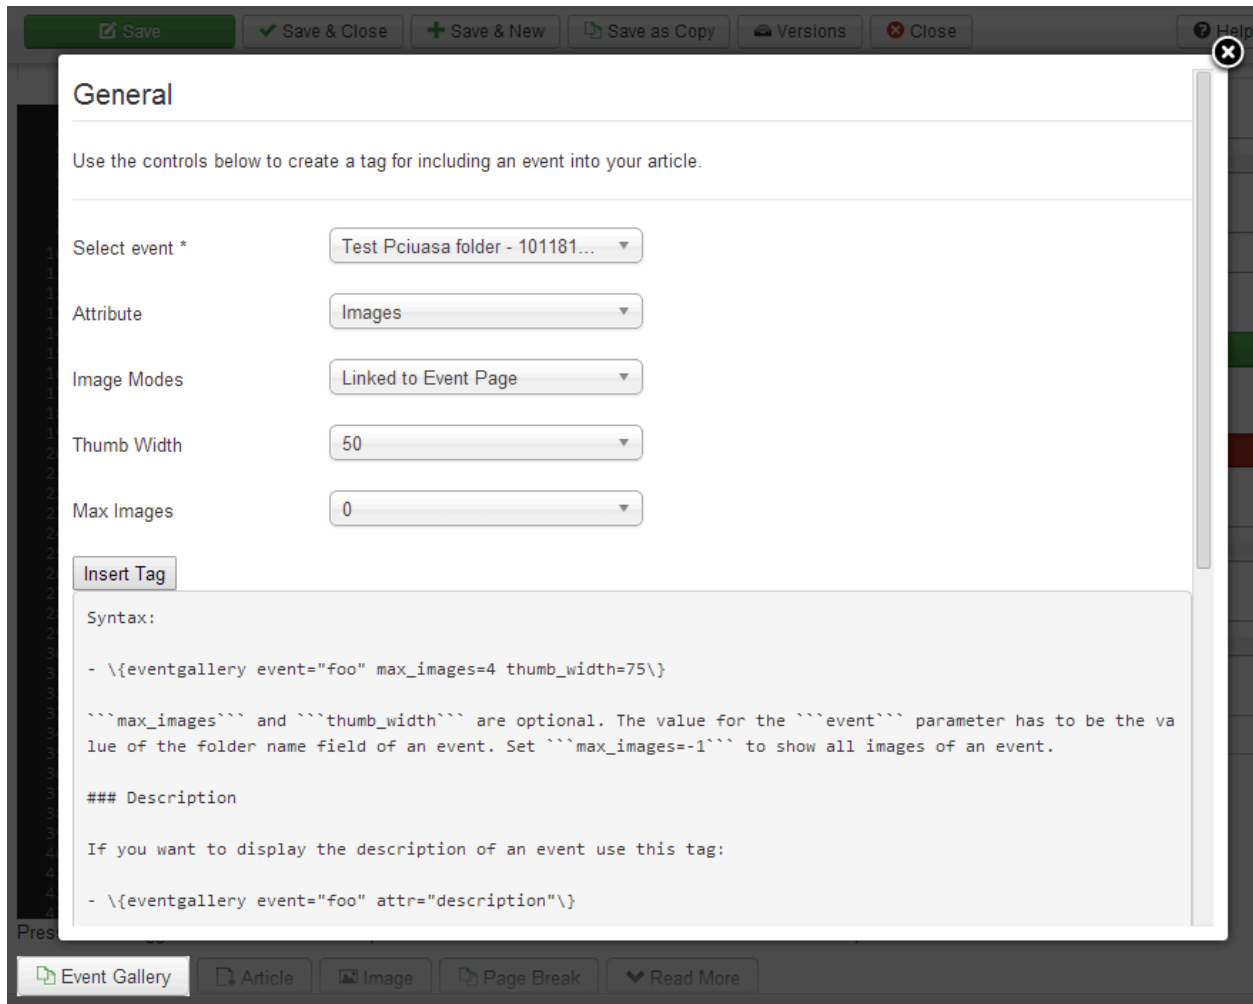 Save
Save & Close
Save & New
Save as Copy
Versions
Close
Help
General
Use the controls below to create a tag for including an event into your article.
Select event *
Test Pciuasa folder - 101181...
Attribute
Images
Image Modes
Linked to Event Page
Thumb Width
50
Max Images
0
Insert Tag
Syntax:
- \{eventgallery event="foo" max_images=4 thumb_width=75\}
```max_images``` and ```thumb_width``` are optional. The value for the ```event``` parameter has to be the va
lue of the folder name field of an event. Set ```max_images=-1``` to show all images of an event.
### Description
If you want to display the description of an event use this tag:
- \{eventgallery event="foo" attr="description"\}
Event Gallery
Article
Image
Page Break
Read More